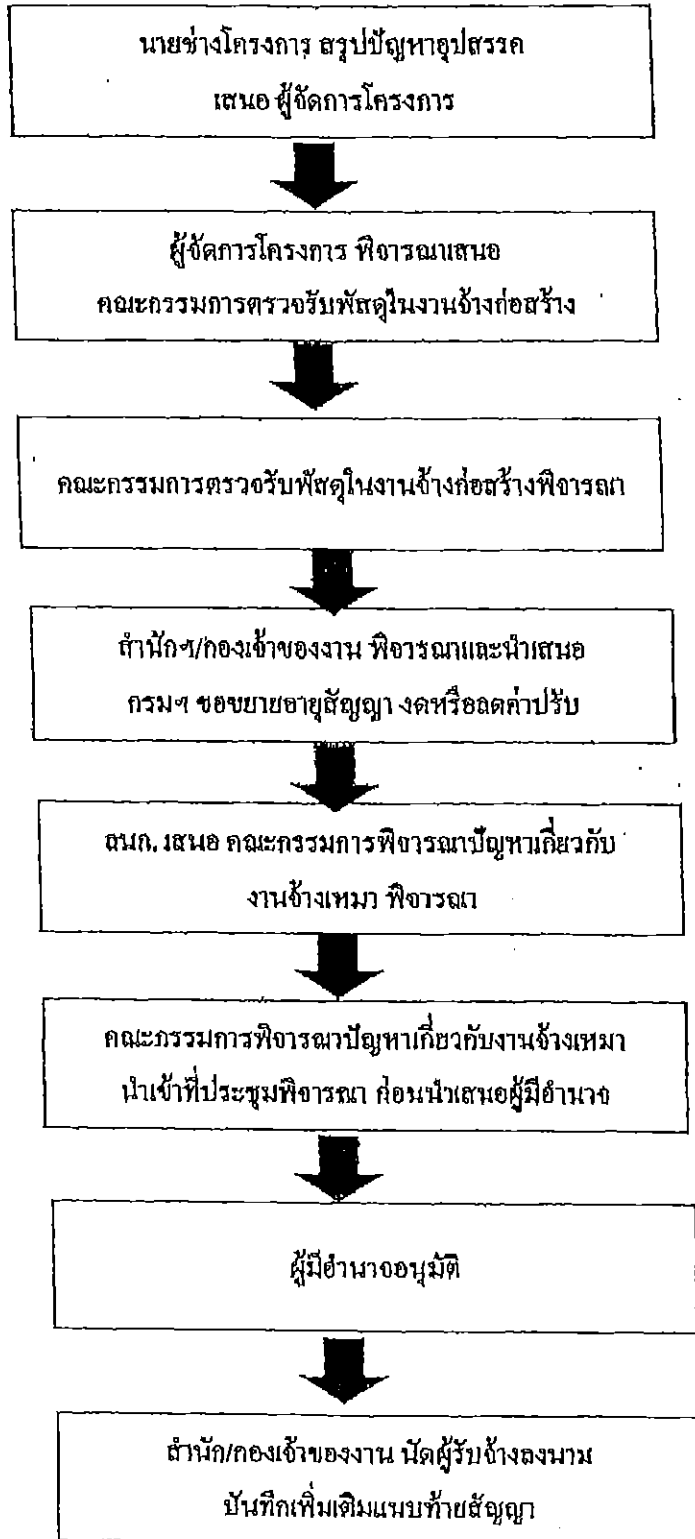 นายช่างโครงการ สรุปปัญหาอุปสรรค
เสนอ ผู้จัดการโครงการ
ผู้จัดการโครงการ พิจารณาเสนอ
คณะกรรมการตรวจรับพัสดุในงานจ้างก่อสร้าง
คณะกรรมการตรวจรับพัสดุในงานจ้างก่อสร้างพิจารณา
สำนักฯ/กองเจ้าของงาน พิจารณาและนำเสนอ
กรมฯ ขอขยายอายุสัญญา งดหรือลดค่าปรับ
สนก. เสนอ คณะกรรมการพิจารณาปัญหาเกี่ยวกับ
งานจ้างเหมา พิจารณา
คณะกรรมการพิจารณาปัญหาเกี่ยวกับงานจ้างเหมา
นำเข้าที่ประชุมพิจารณา ก่อนนำเสนอผู้มีอำนาจ
ผู้มีอำนาจอนุมัติ
สำนัก/กองเจ้าของงาน นัดผู้รับจ้างลงนาม
บันทึกเพิ่มเติมแนบท้ายสัญญา